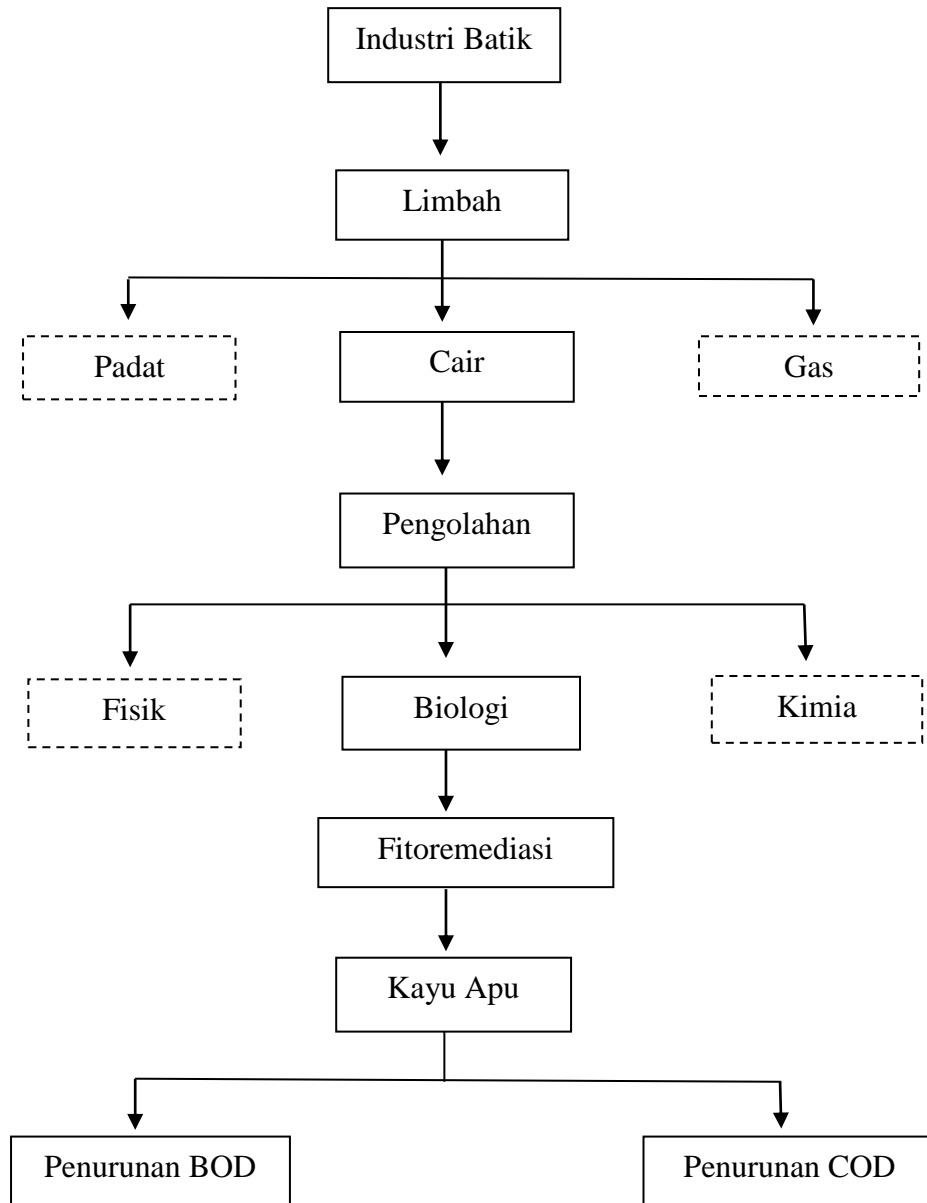 Industri Batik
Limbah
Padat
Cair
Gas
Pengolahan
Fisik
Biologi
Kimia
Fitoremediasi
Kayu Apu
Penurunan BOD
Penurunan COD